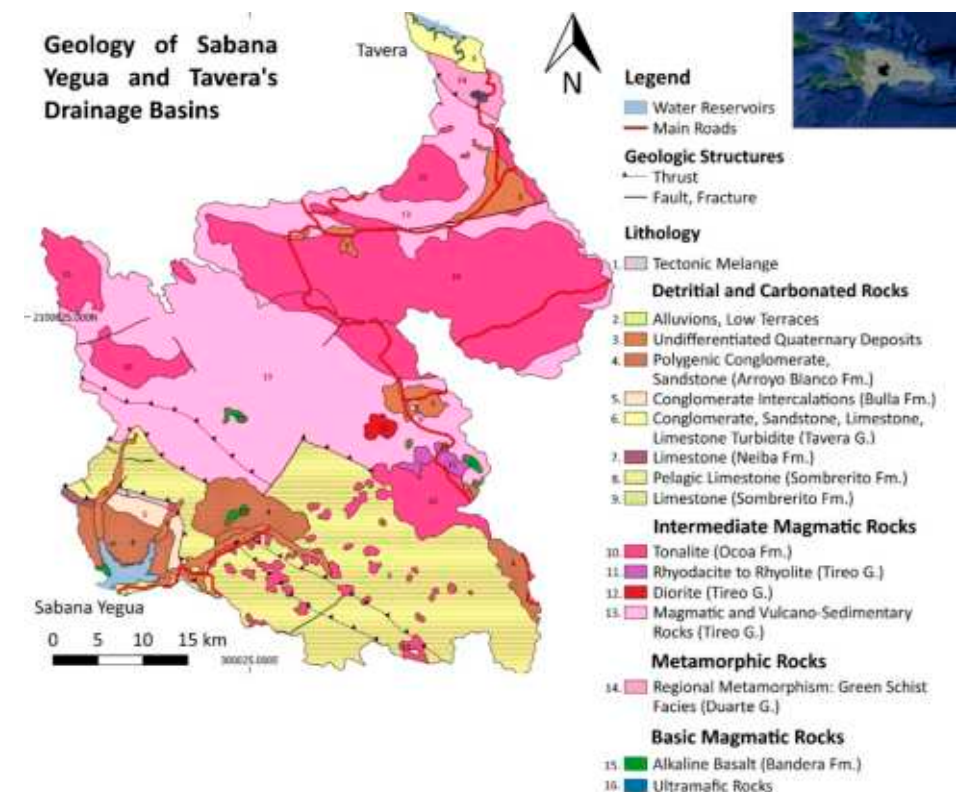 Geology of Sabana
Yegua and Tavera's
Drainage Basins
Tavera
N
Legend
Water Reservoirs
Main Roads
Geologic Structures
Thrust
Fault, Fracture
Lithology
1. Tectonic Melange
Detritial and Carbonated Rocks
2. Alluvions, Low Terraces
3. Undifferentiated Quaternary Deposits
4. Polygenic Conglomerate,
Sandstone (Arroyo Blanco Fm.)
5. Conglomerate Intercalations (Bulla Fm.)
6. Conglomerate, Sandstone, Limestone,
Limestone Turbidite (Tavera G.)
7. Limestone (Neiba Fm.)
8. Pelagic Limestone (Sombrerito Fm.)
9. Limestone (Sombrerito Fm.)
Intermediate Magmatic Rocks
10. Tonalite (Ocoa Fm.)
11. Rhyodacite to Rhyolite (Tireo G.)
12. Diorite (Tireo G.)
13. Magmatic and Vulcano-Sedimentary
Rocks (Tireo G.)
Metamorphic Rocks
14. Regional Metamorphism: Green Schist
Facies (Duarte G.)
Basic Magmatic Rocks
15. Alkaline Basalt (Bandera Fm.)
16. Ultramafic Rocks
2100025.000N
Sabana Yegua
0 5 10 15 km
300025.000E